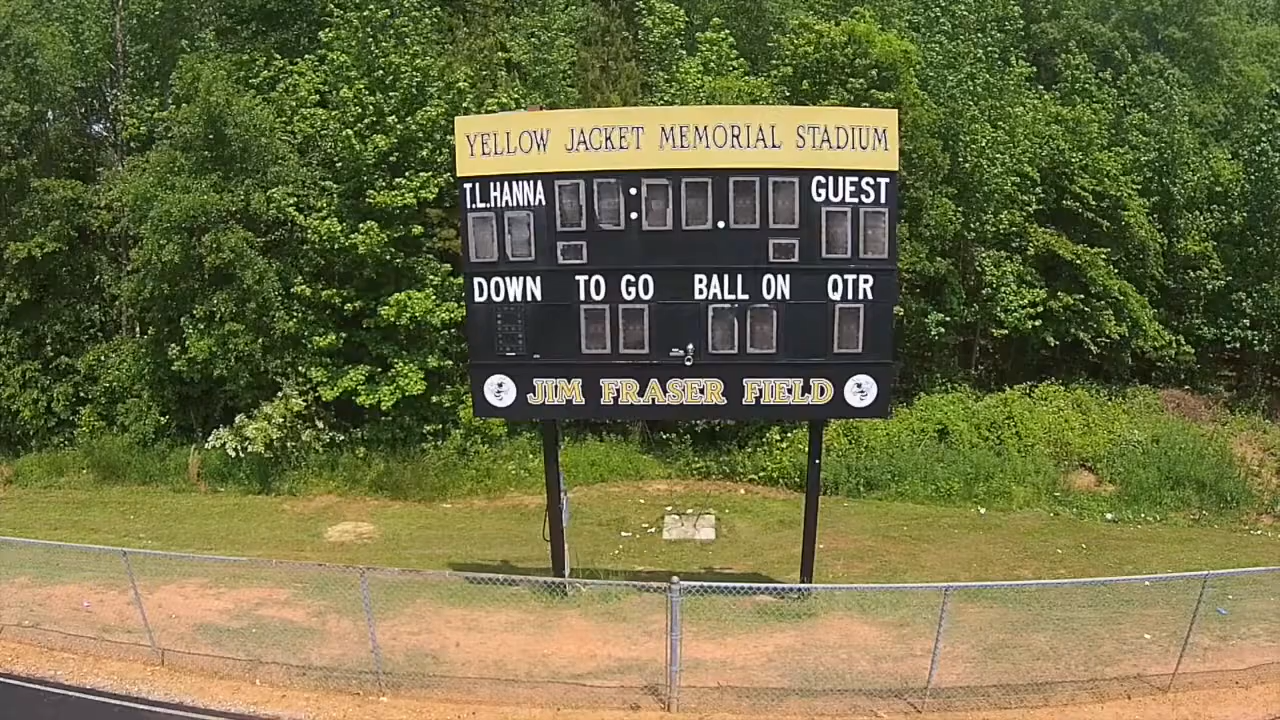 YELLOW JACKET MEMORIAL STADIUM
T.L.HANNA : . GUEST
DOWN TO GO BALL ON QTR
JIM FRASER FIELD